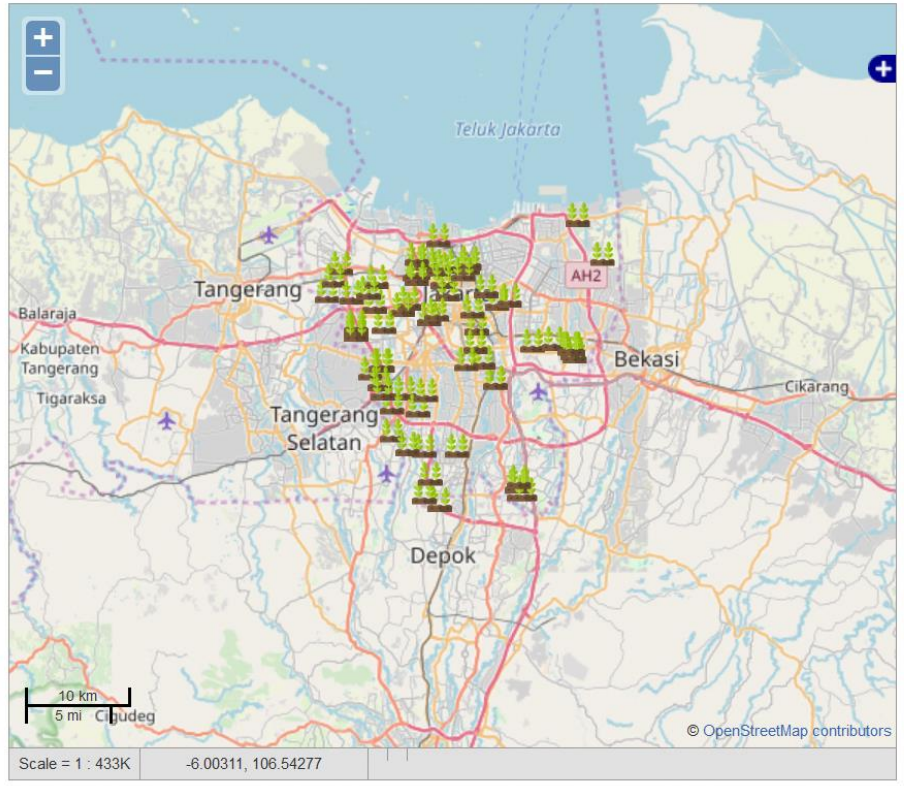 +
−
+
Teluk Jakarta
AH2
Tangerang
Balaraja
Kabupaten
Tangerang
Bekasi
Cikarang
Tigaraksa
Tangerang
Selatan
Depok
10 km
5 mi
Cigudeg
© OpenStreetMap contributors
Scale = 1 : 433K
-6.00311, 106.54277